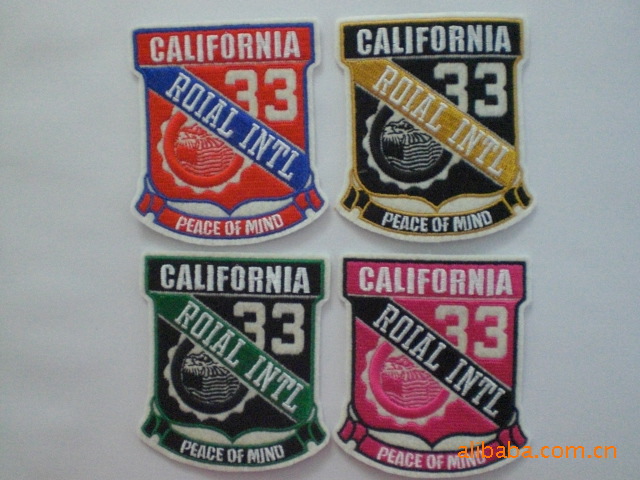 CALIFORNIA
33
ROIAL INTL
PEACE OF MIND
CALIFORNIA
33
ROIAL INTL
PEACE OF MIND
CALIFORNIA
33
ROIAL INTL
PEACE OF MIND
CALIFORNIA
33
ROIAL INTL
PEACE OF MIND
alibaba.com.cn